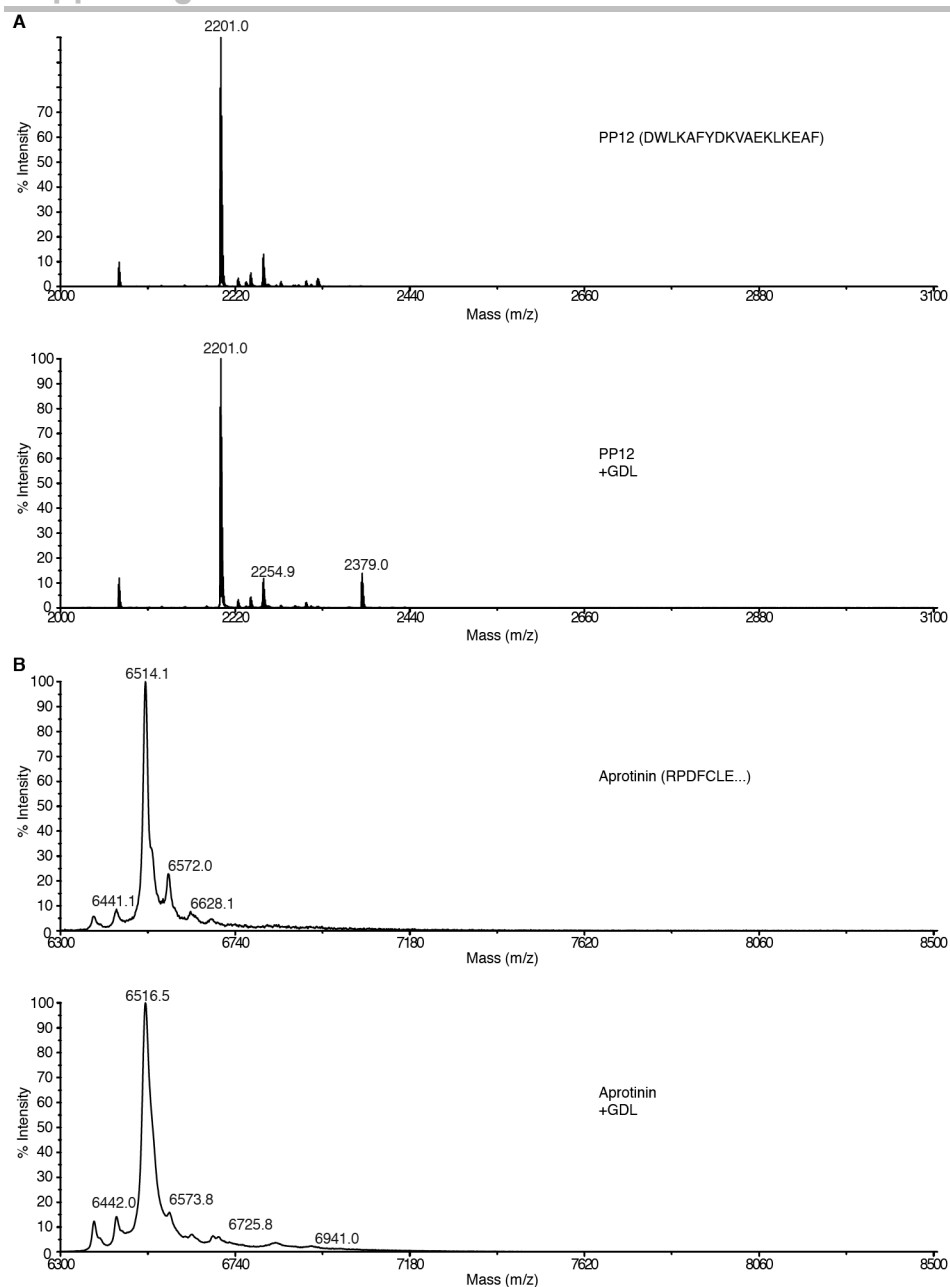 A
2201.0
PP12 (DWLKAFYDKVAEKLKEAF)
% Intensity
70
60
50
40
30
20
10
0
2000 2220 2440 2660 2880 3100
Mass (m/z)
2201.0
100
90
80
70
60
50
40
30
20
10
0
% Intensity
PP12
+GDL
2254.9
2379.0
2000 2220 2440 2660 2880 3100
Mass (m/z)
B
6514.1
100
90
80
70
60
50
40
30
20
10
0
% Intensity
Aprotinin (RPDFCLE...)
6572.0
6441.1
6628.1
6300 6740 7180 7620 8060 8500
Mass (m/z)
6516.5
100
90
80
70
60
50
40
30
20
10
0
% Intensity
Aprotinin
+GDL
6442.0
6573.8
6725.8
6941.0
6300 6740 7180 7620 8060 8500
Mass (m/z)